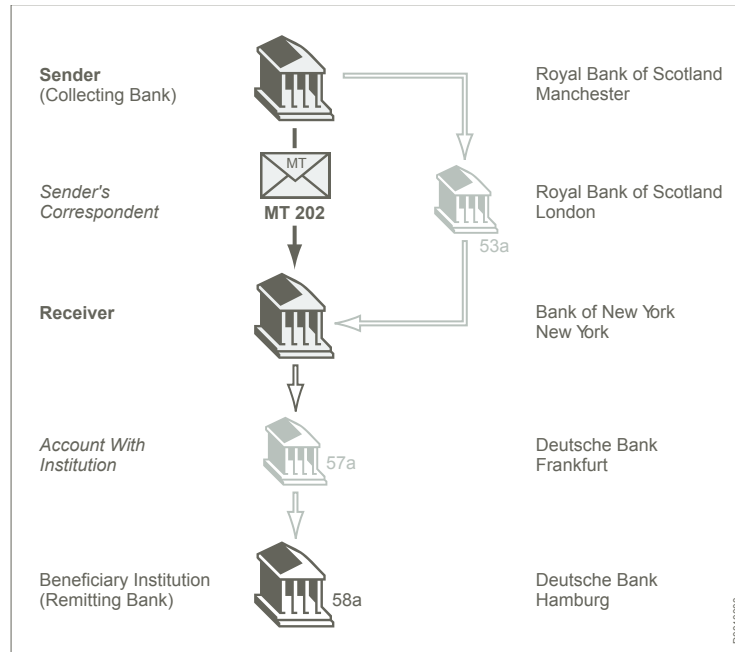 Sender
(Collecting Bank)
Royal Bank of Scotland
Manchester
MT
MT 202
Sender's
Correspondent
Royal Bank of Scotland
London
53a
Receiver
Bank of New York
New York
Account With
Institution
57a
Deutsche Bank
Frankfurt
Beneficiary Institution
(Remitting Bank)
58a
Deutsche Bank
Hamburg